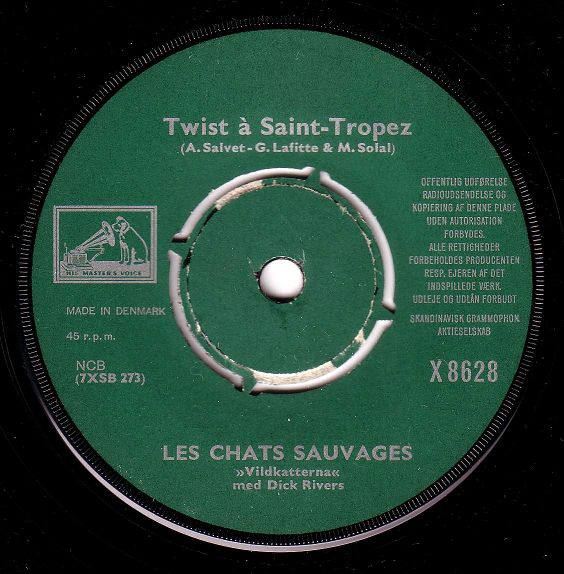 Twist à Saint-Tropez
(A. Salvet - G. Lafitte & M. Solal)
OFFENTLIG UDFØRELSE
RADIOUDSENDELSE OG
KOPIERING AF DENNE PLADE
UDEN AUTORISATION
FORBYDES.
ALLE RETTIGHEDER
FORBEHOLDES PRODUCENTEN
RESP. EJEREN AF DET
INDSPILLEDE VÆRK.
UDLEJE OG UDLÅN FORBUDT
SKANDINAVISK GRAMMOPHON
AKTIESELSKAB
HIS MASTER'S VOICE
MADE IN DENMARK
45 r.p.m.
NCB
(7XSB 273)
X 8628
LES CHATS SAUVAGES
»Vildkatterna«
med Dick Rivers